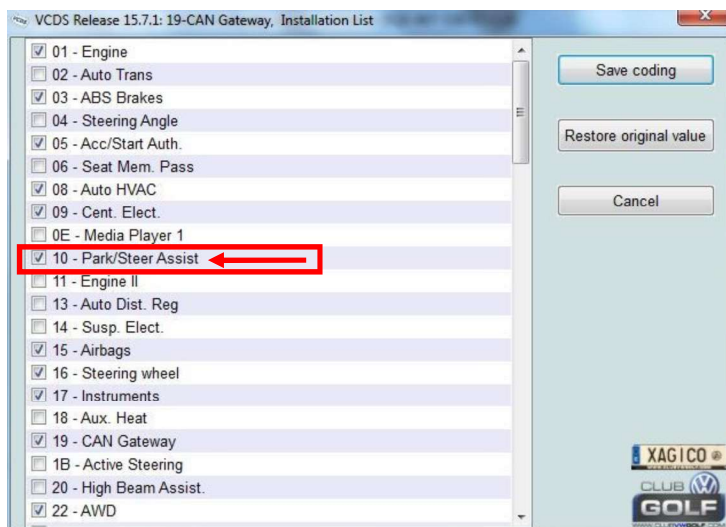 VCDS Release 15.7.1: 19-CAN Gateway, Installation List
01 - Engine
02 - Auto Trans
03 - ABS Brakes
04 - Steering Angle
05 - Acc/Start Auth.
06 - Seat Mem. Pass
08 - Auto HVAC
09 - Cent. Elect.
0E - Media Player 1
10 - Park/Steer Assist
11 - Engine II
13 - Auto Dist. Reg
14 - Susp. Elect.
15 - Airbags
16 - Steering wheel
17 - Instruments
18 - Aux. Heat
19 - CAN Gateway
1B - Active Steering
20 - High Beam Assist.
22 - AWD
Save coding
Restore original value
Cancel
XAGICO
CLUB
GOLF